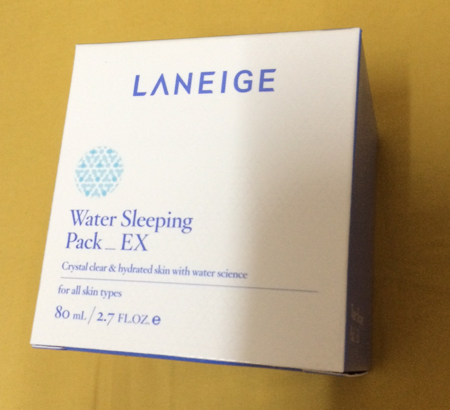 LANEIGE
Water Sleeping
Pack_EX
Crystal clear & hydrated skin with water science
for all skin types
80 mL / 2.7 FL.OZ. e